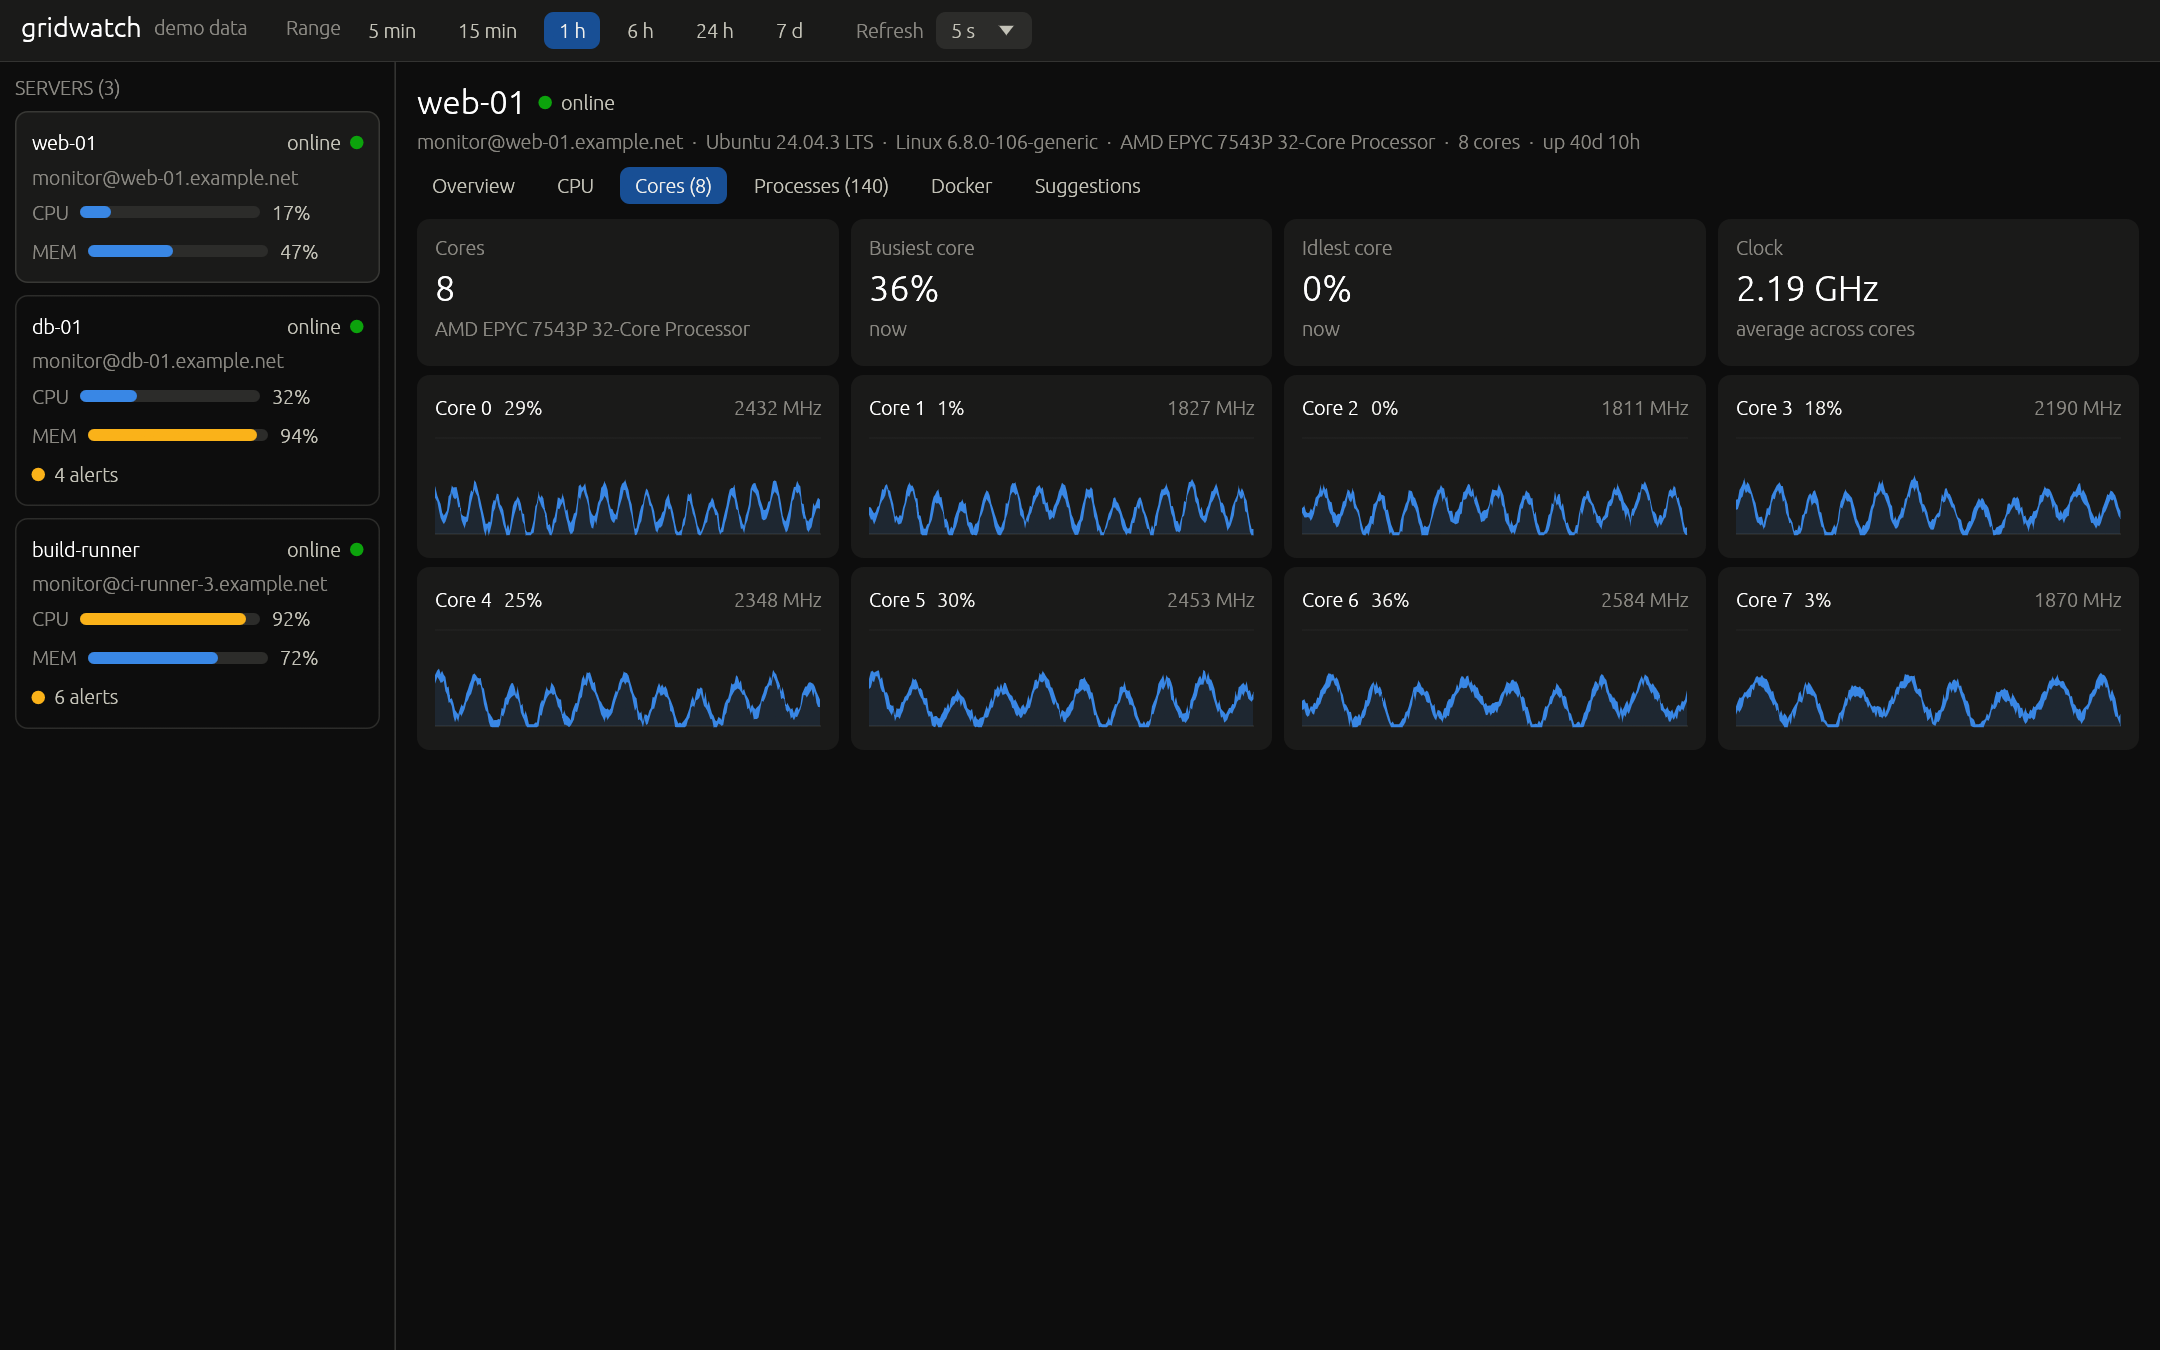 gridwatch demo data Range 5 min 15 min 1 h 6 h 24 h 7 d Refresh 5 s
SERVERS (3)
web-01 online
monitor@web-01.example.net
CPU 17%
MEM 47%
db-01 online
monitor@db-01.example.net
CPU 32%
MEM 94%
4 alerts
build-runner online
monitor@ci-runner-3.example.net
CPU 92%
MEM 72%
6 alerts
web-01 online
monitor@web-01.example.net · Ubuntu 24.04.3 LTS · Linux 6.8.0-106-generic · AMD EPYC 7543P 32-Core Processor · 8 cores · up 40d 10h
Overview CPU Cores (8) Processes (140) Docker Suggestions
Cores
8
AMD EPYC 7543P 32-Core Processor
Busiest core
36%
now
Idlest core
0%
now
Clock
2.19 GHz
average across cores
Core 0 29% 2432 MHz
Core 1 1% 1827 MHz
Core 2 0% 1811 MHz
Core 3 18% 2190 MHz
Core 4 25% 2348 MHz
Core 5 30% 2453 MHz
Core 6 36% 2584 MHz
Core 7 3% 1870 MHz